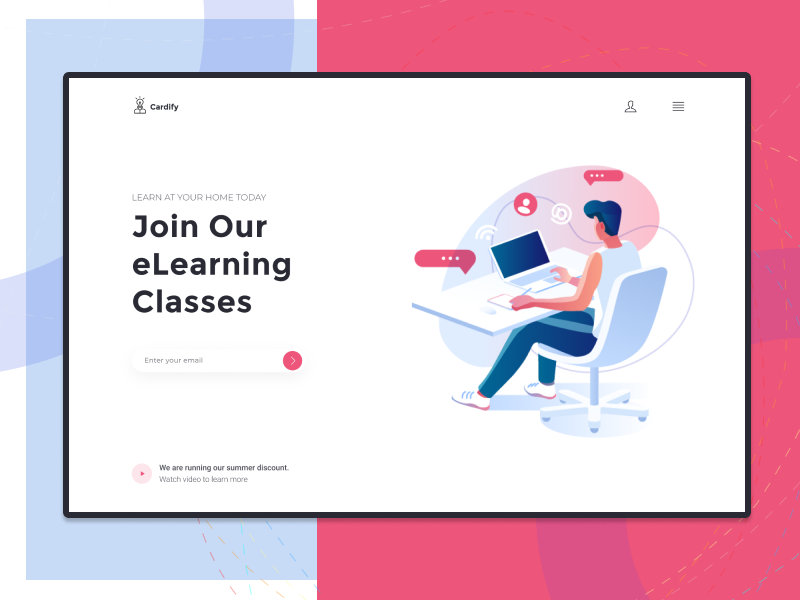 Cardify
LEARN AT YOUR HOME TODAY
Join Our
eLearning
Classes
Enter your email
We are running our summer discount.
Watch video to learn more